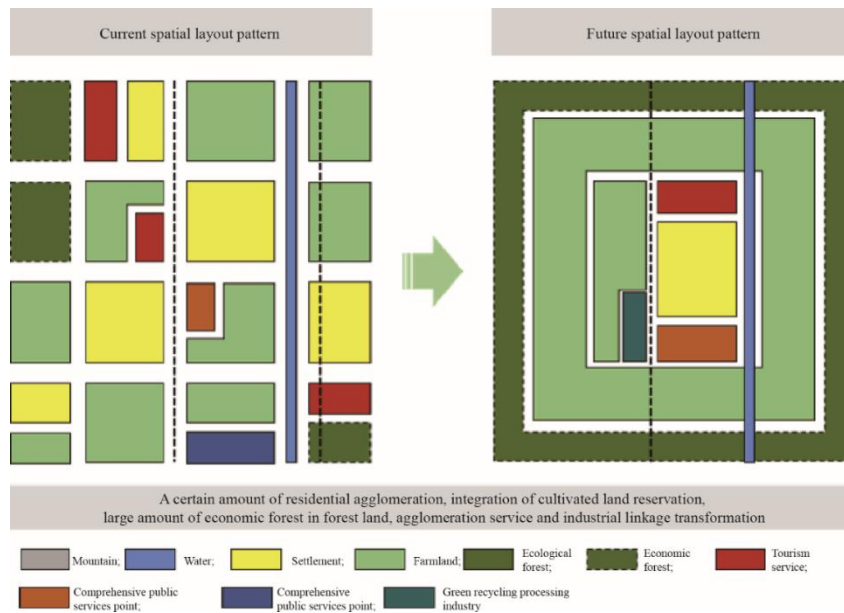 Current spatial layout pattern
Future spatial layout pattern
A certain amount of residential agglomeration, integration of cultivated land reservation,
large amount of economic forest in forest land, agglomeration service and industrial linkage transformation
Mountain;
Water;
Settlement;
Farmland;
Ecological
forest;
Economic
forest;
Tourism
service;
Comprehensive public
services point;
Comprehensive
public services point;
Green recycling processing
industry